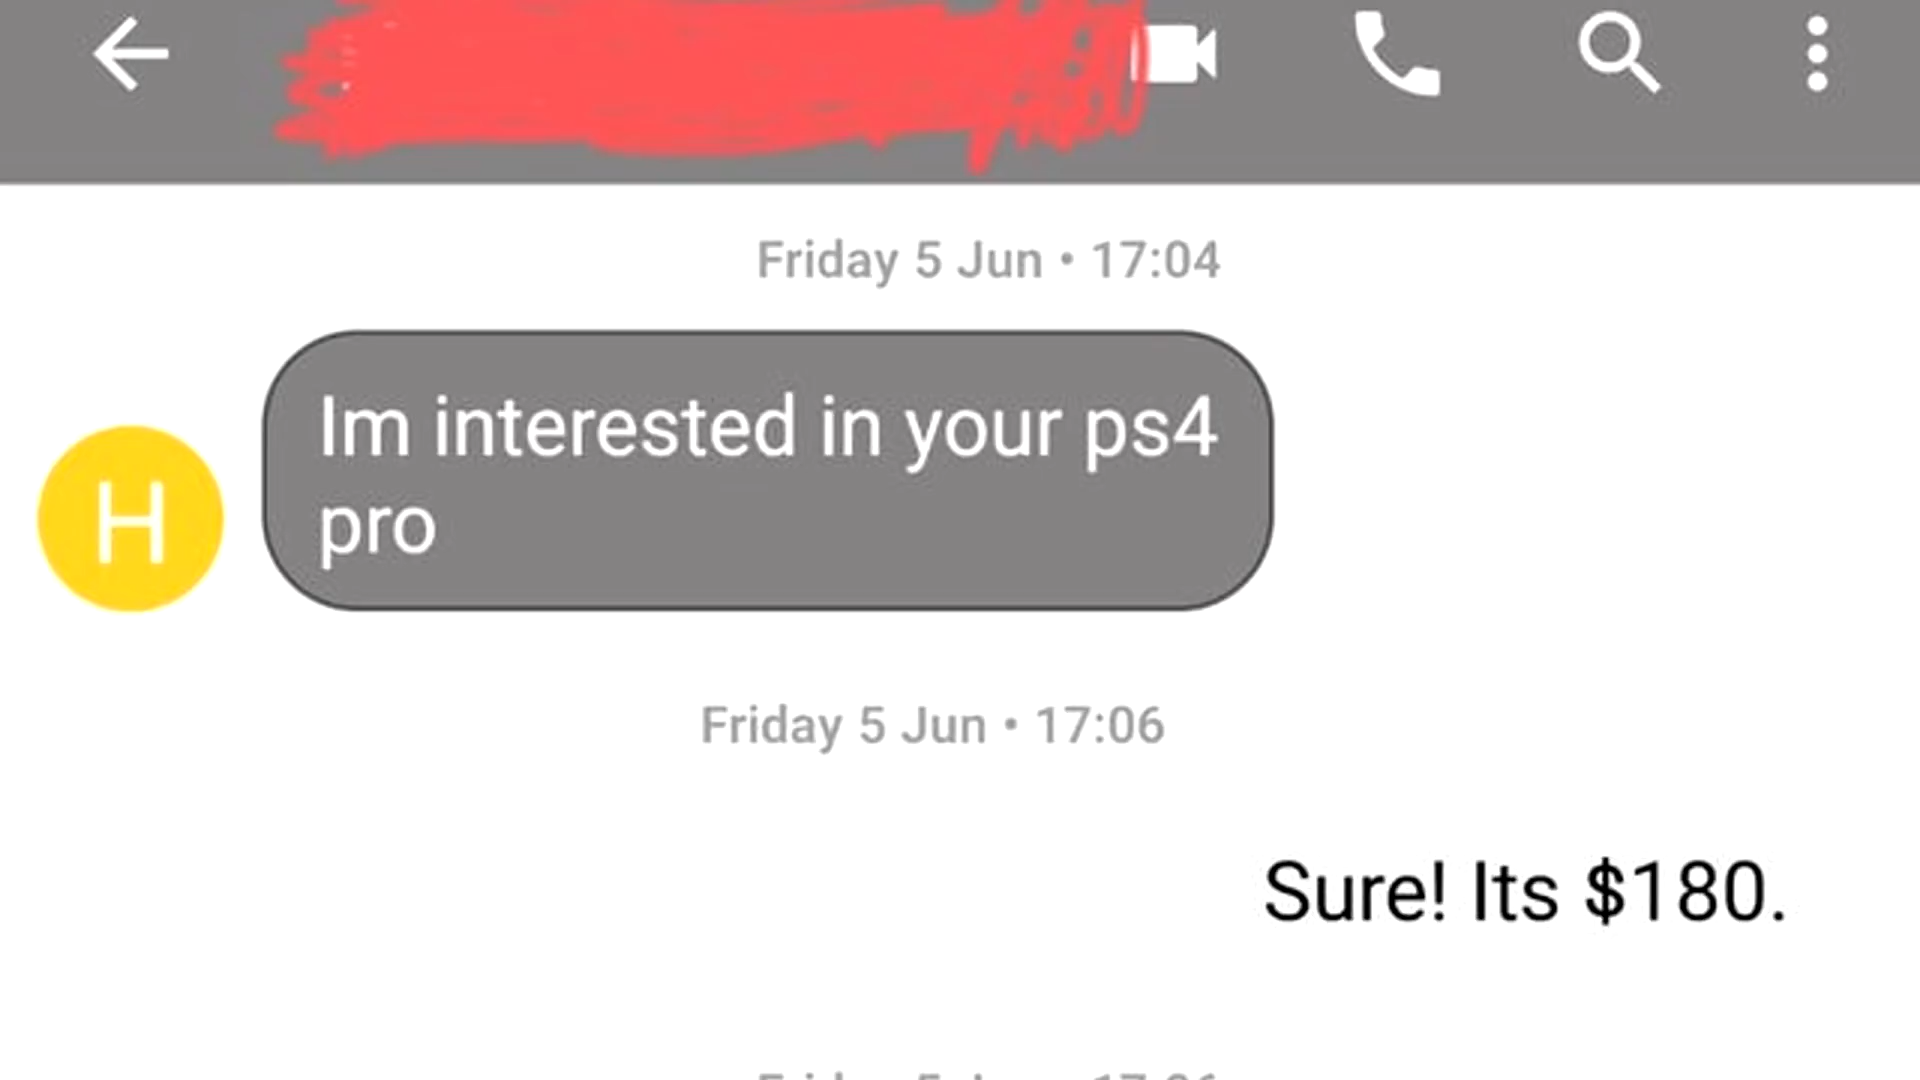 Friday 5 Jun • 17:04
Im interested in your ps4
pro
H
Friday 5 Jun • 17:06
Sure! Its $180.